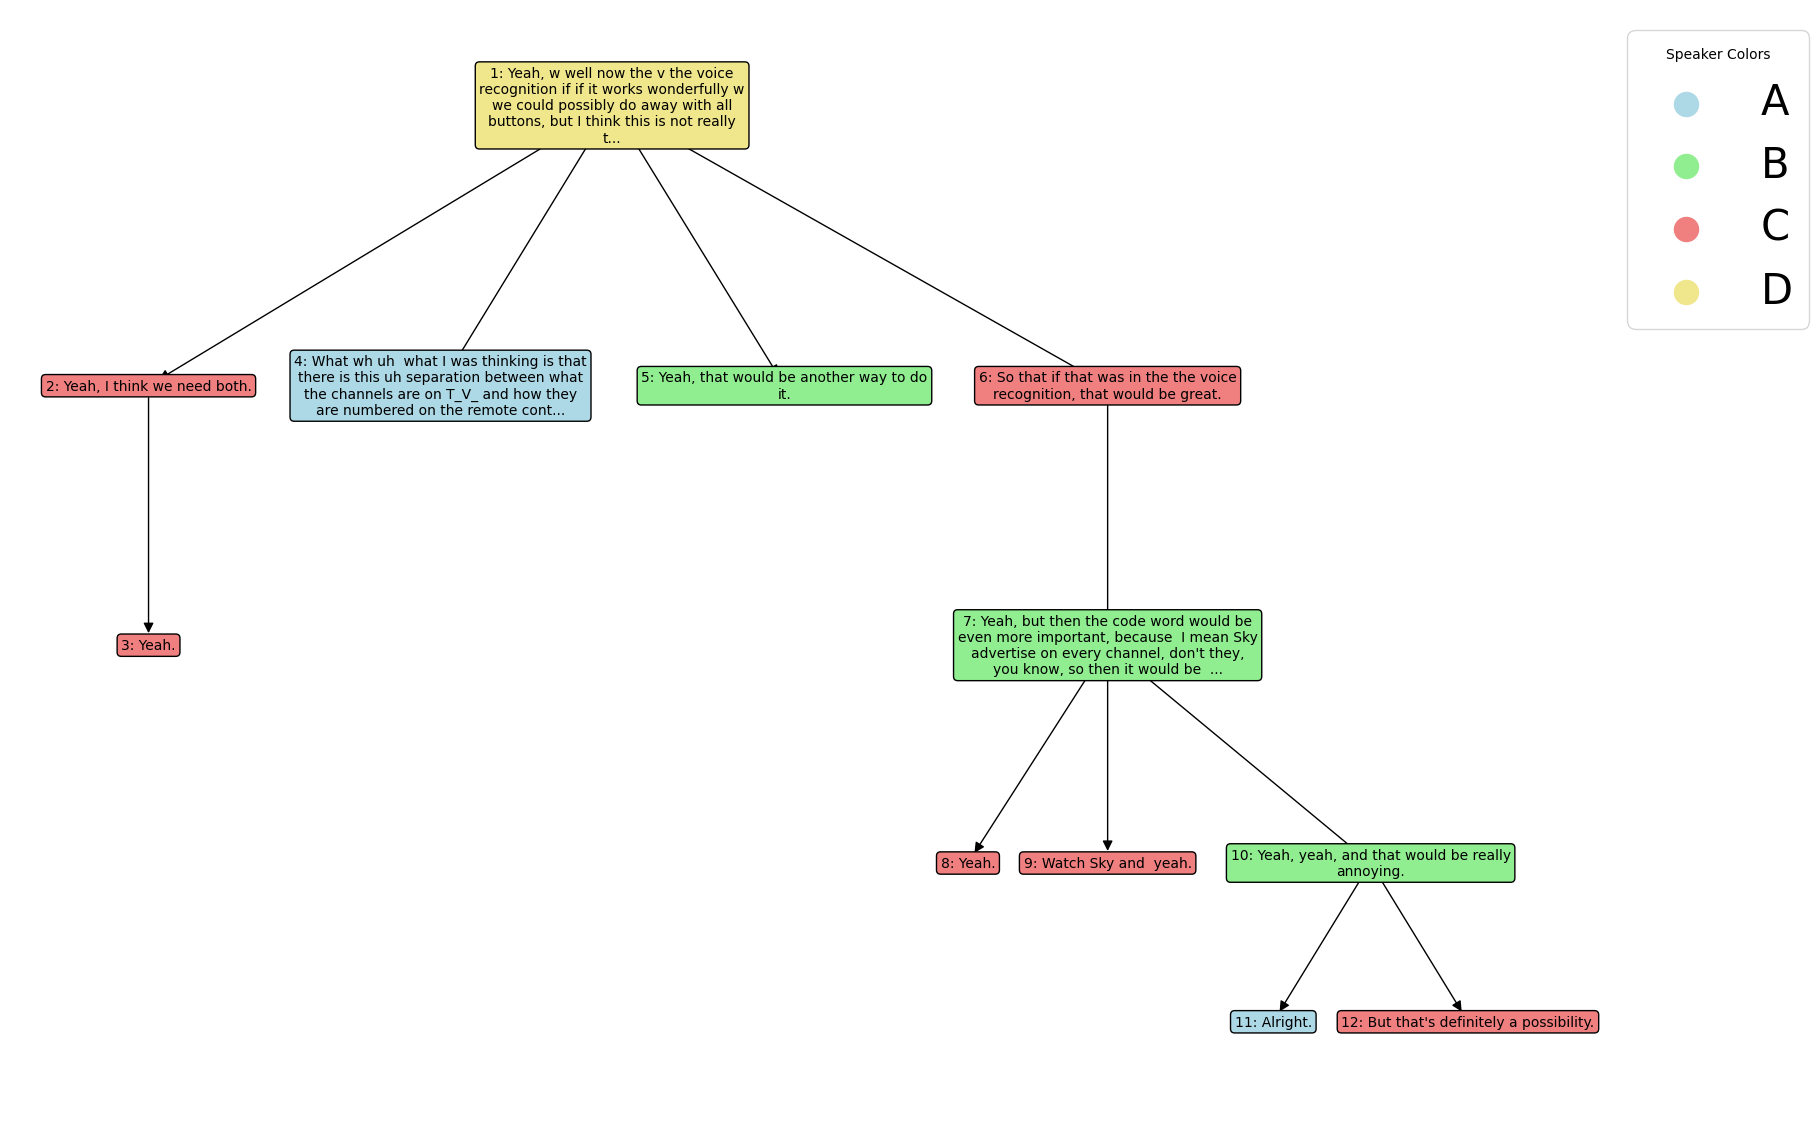 1: Yeah, w well now the v the voice
recognition if if it works wonderfully w
we could possibly do away with all
buttons, but I think this is not really
t...
Speaker Colors
A
B
C
D
2: Yeah, I think we need both.
4: What wh uh  what I was thinking is that
there is this uh separation between what
the channels are on T_V_ and how they
are numbered on the remote cont...
5: Yeah, that would be another way to do
it.
6: So that if that was in the the voice
recognition, that would be great.
3: Yeah.
7: Yeah, but then the code word would be
even more important, because  I mean Sky
advertise on every channel, don't they,
you know, so then it would be  ...
8: Yeah.
9: Watch Sky and  yeah.
10: Yeah, yeah, and that would be really
annoying.
11: Alright.
12: But that's definitely a possibility.